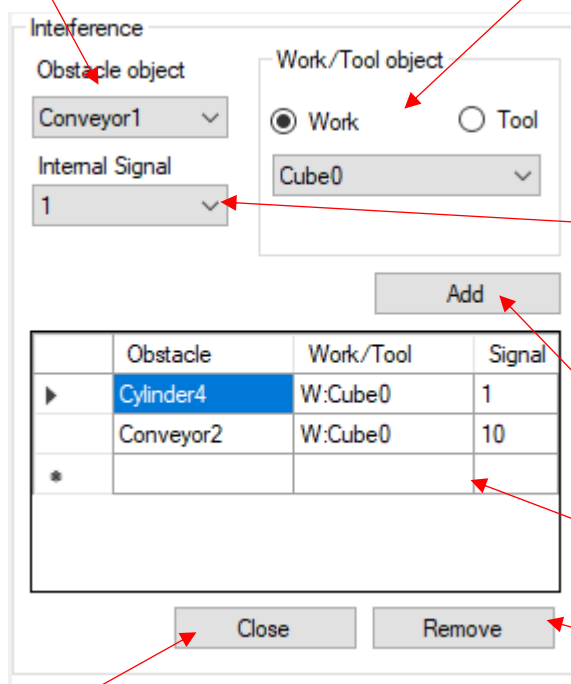 Interference
Obstacle object
Conveyor1
Internal Signal
1
Work/Tool object
Work Tool
Cube0
Add
Obstacle Work/Tool Signal
Cylinder4 W:Cube0 1
Conveyor2 W:Cube0 10
Close Remove